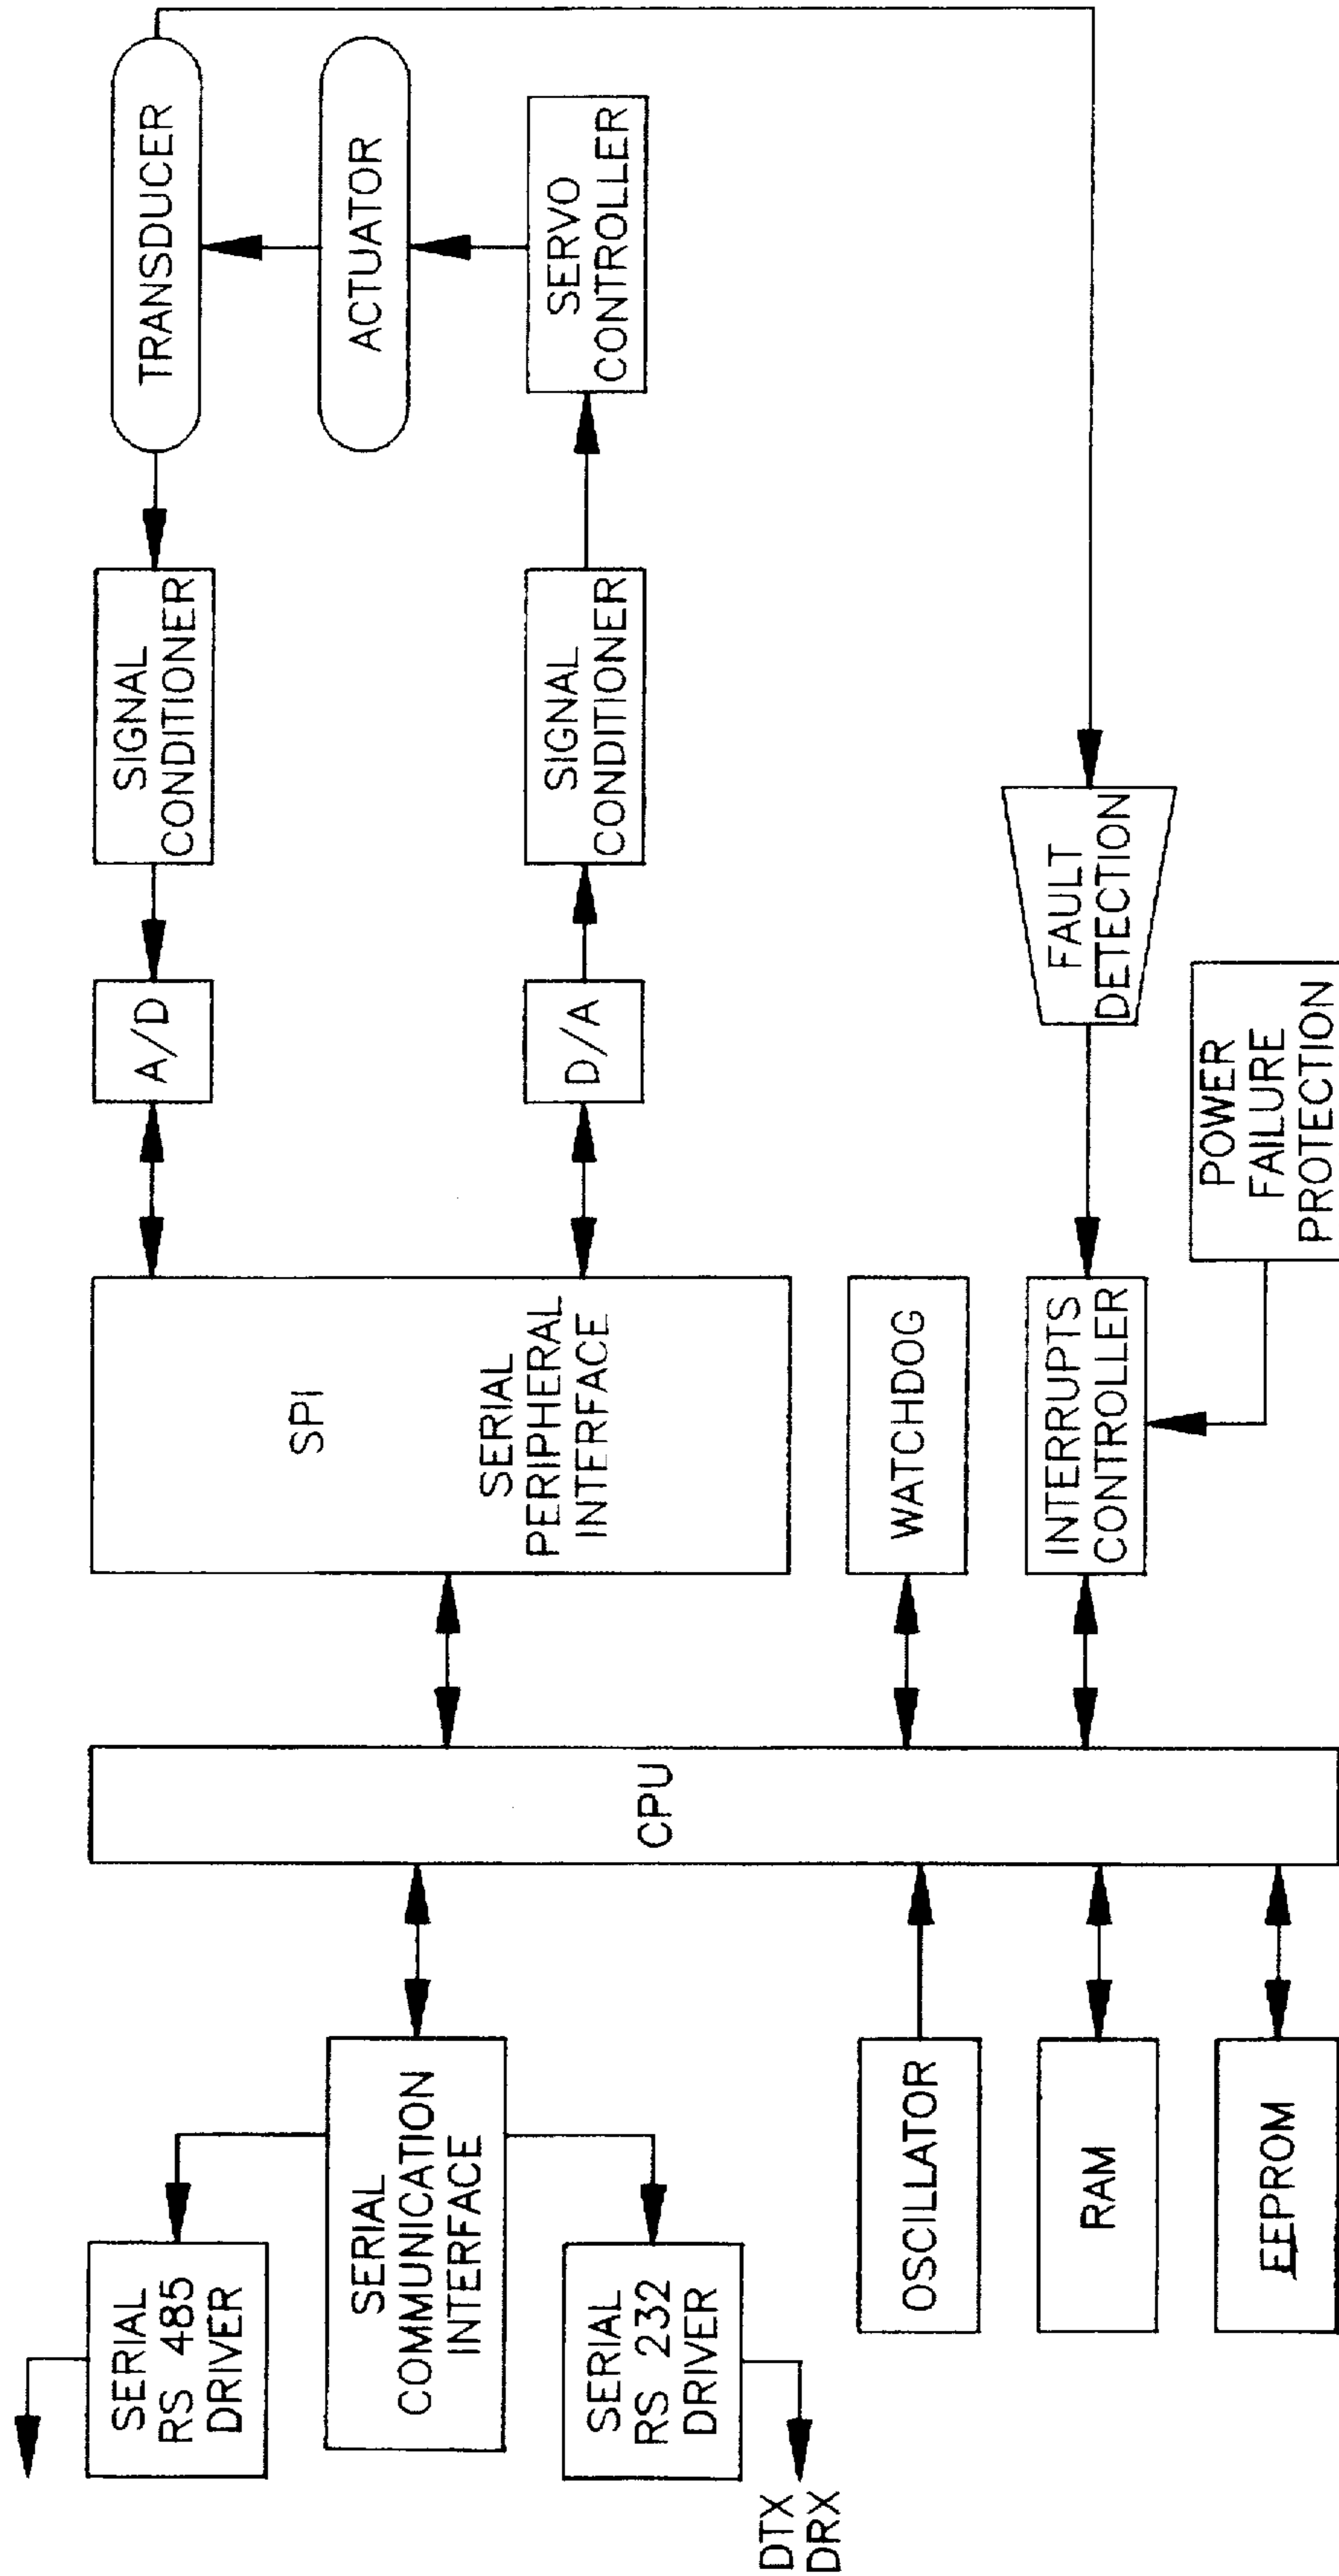 SERIAL
RS 485
DRIVER
SERIAL
COMMUNICATION
INTERFACE
SERIAL
RS 232
DRIVER
DTX
DRX
OSCILLATOR
RAM
EEPROM
CPU
SPI
SERIAL
PERIPHERAL
INTERFACE
WATCHDOG
INTERRUPTS
CONTROLLER
A/D
D/A
POWER
FAILURE
PROTECTION
SIGNAL
CONDITIONER
SIGNAL
CONDITIONER
FAULT
DETECTION
TRANSDUCER
ACTUATOR
SERVO
CONTROLLER